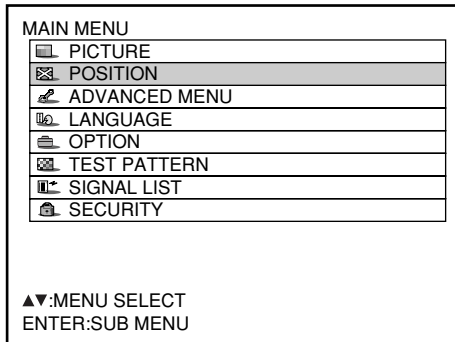 MAIN MENU
PICTURE
POSITION
ADVANCED MENU
LANGUAGE
OPTION
TEST PATTERN
SIGNAL LIST
SECURITY
▲▼:MENU SELECT
ENTER:SUB MENU